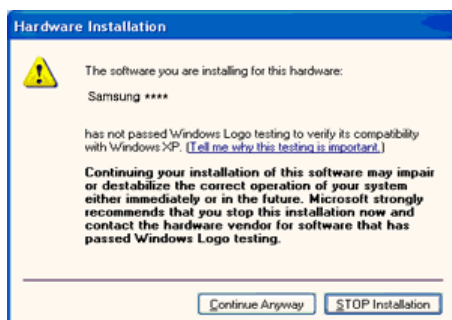 Hardware Installation
The software you are installing for this hardware:
Samsung ****
has not passed Windows Logo testing to verify its compatibility
with Windows XP. (Tell me why this testing is important.)
Continuing your installation of this software may impair
or destabilize the correct operation of your system
either immediately or in the future. Microsoft strongly
recommends that you stop this installation now and
contact the hardware vendor for software that has
passed Windows Logo testing.
Continue Anyway
STOP Installation